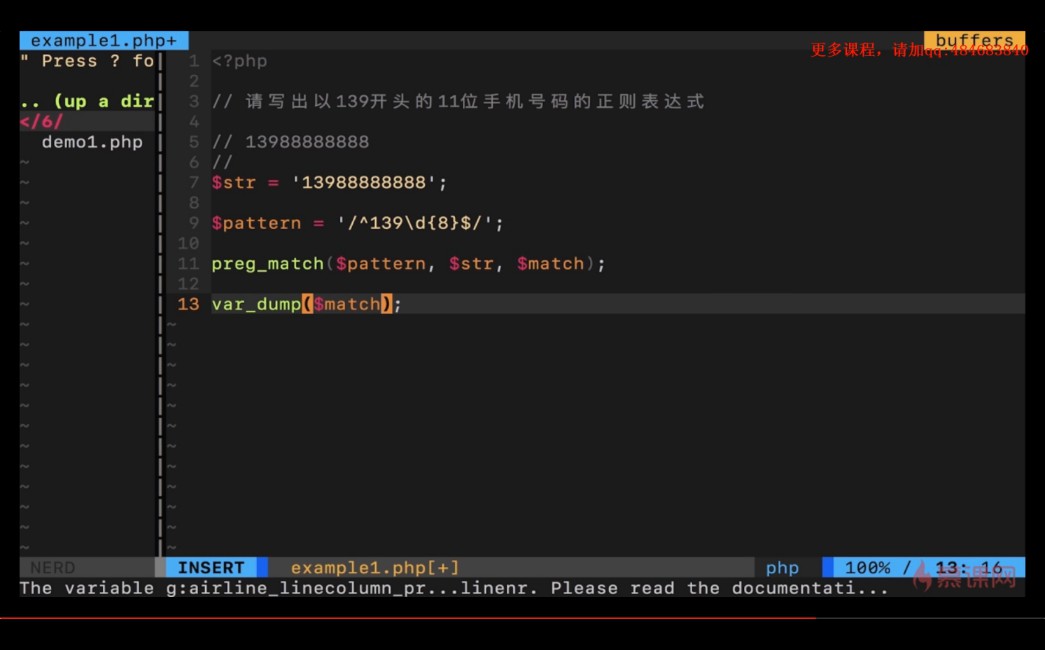 example1.php+
buffers
更多课程，请加qq:484683840
" Press ? fo
.. (up a dir
</6/
demo1.php
1 <?php
2
3 // 请写出以139开头的11位手机号码的正则表达式
4
5 // 13988888888
6 //
7 $str = '13988888888';
8
9 $pattern = '/^139\d{8}$/';
10
11 preg_match($pattern, $str, $match);
12
13 var_dump($match);
NERD
INSERT example1.php[+] php 100% / 13: 16
慕课网
The variable g:airline_linecolumn_pr...linenr. Please read the documentati...